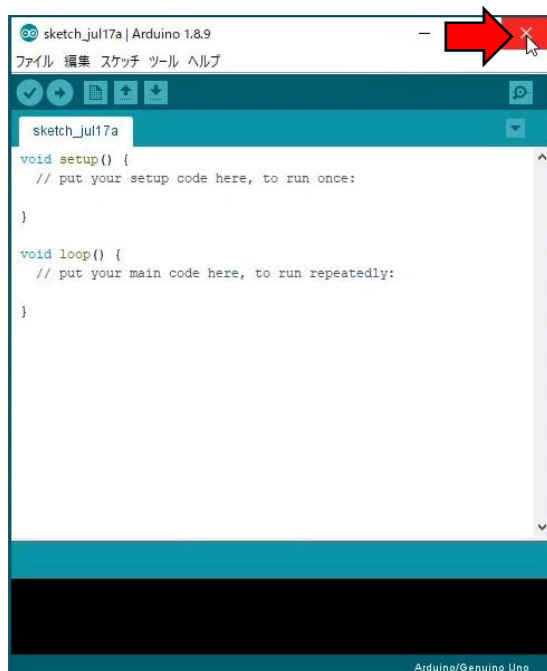 sketch_jul17a | Arduino 1.8.9
ファイル 編集 スケッチ ツール ヘルプ
sketch_jul17a
void setup() {
  // put your setup code here, to run once:
}
void loop() {
  // put your main code here, to run repeatedly:
}
Arduino/Genuino Uno